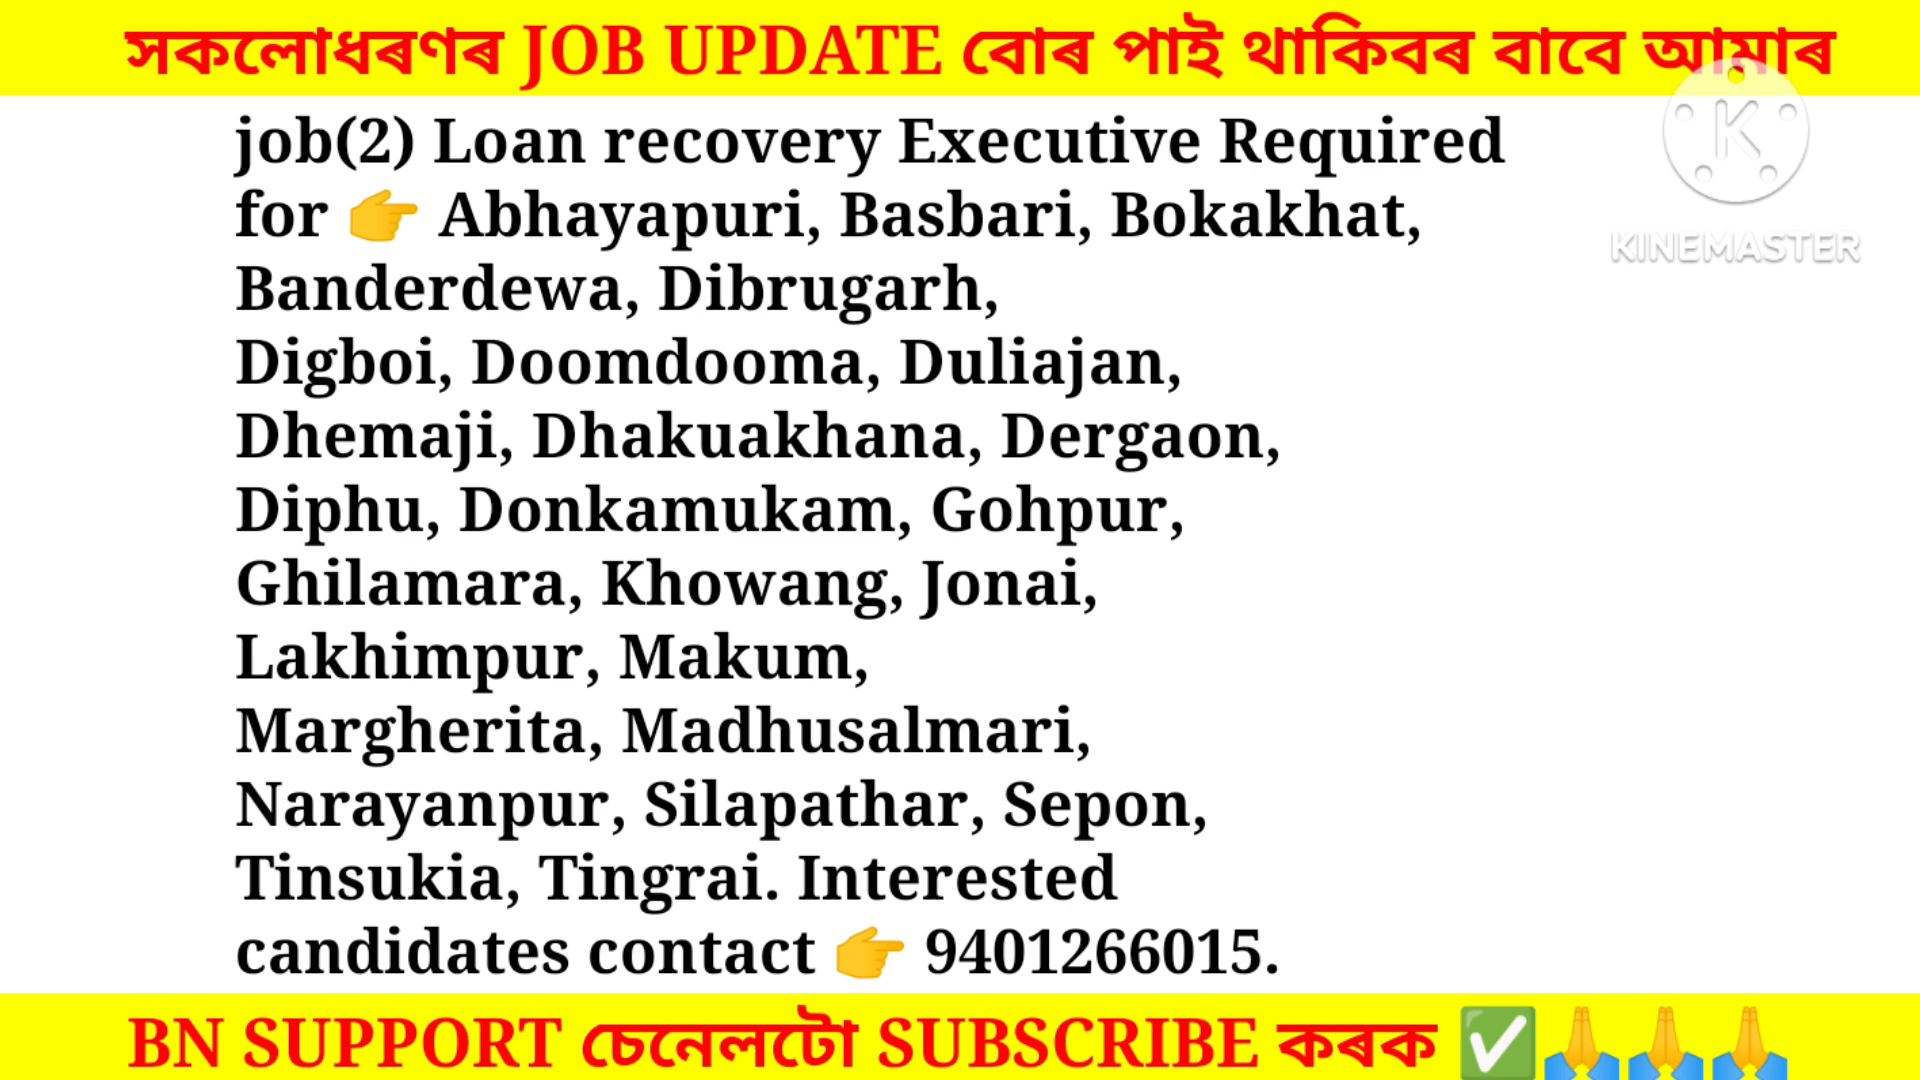 সকলোধৰণৰ JOB UPDATE বোৰ পাই থাকিবৰ বাবে আমাৰ
job(2) Loan recovery Executive Required
for 👉 Abhayapuri, Basbari, Bokakhat,
Banderdewa, Dibrugarh,
Digboi, Doomdooma, Duliajan,
Dhemaji, Dhakuakhana, Dergaon,
Diphu, Donkamukam, Gohpur,
Ghilamara, Khowang, Jonai,
Lakhimpur, Makum,
Margherita, Madhusalmari,
Narayanpur, Silapathar, Sepon,
Tinsukia, Tingrai. Interested
candidates contact 👉 9401266015.
K
KINEMASTER
BN SUPPORT চেনেলটো SUBSCRIBE কৰক ✅🙏🙏🙏